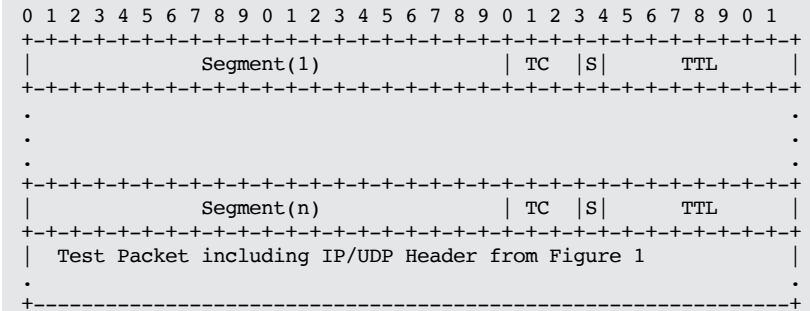 0 1 2 3 4 5 6 7 8 9 0 1 2 3 4 5 6 7 8 9 0 1 2 3 4 5 6 7 8 9 0 1
+-+-+-+-+-+-+-+-+-+-+-+-+-+-+-+-+-+-+-+-+-+-+-+-+-+-+-+-+-+-+-+-+
|              Segment(1)               | TC  |S|      TTL      |
+-+-+-+-+-+-+-+-+-+-+-+-+-+-+-+-+-+-+-+-+-+-+-+-+-+-+-+-+-+-+-+-+
.                                                               .
.                                                               .
.                                                               .
+-+-+-+-+-+-+-+-+-+-+-+-+-+-+-+-+-+-+-+-+-+-+-+-+-+-+-+-+-+-+-+-+
|              Segment(n)               | TC  |S|      TTL      |
+-+-+-+-+-+-+-+-+-+-+-+-+-+-+-+-+-+-+-+-+-+-+-+-+-+-+-+-+-+-+-+-+
|  Test Packet including IP/UDP Header from Figure 1            |
.                                                               .
+---------------------------------------------------------------+